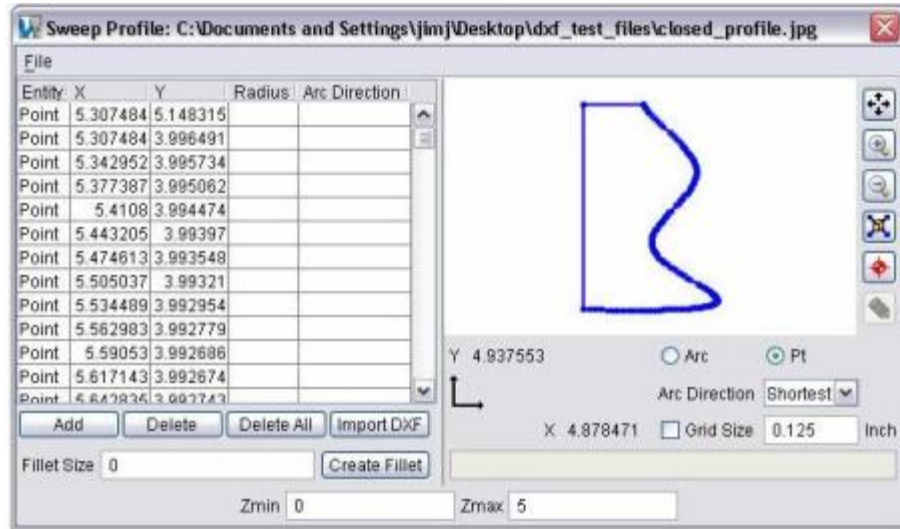 Sweep Profile: C:\Documents and Settings\jimj\Desktop\dxf_test_files\closed_profile.jpg
File
Entity X Y Radius Arc Direction
Point 5.307484 5.148315
Point 5.307484 3.996491
Point 5.342952 3.995734
Point 5.377387 3.995062
Point 5.4108 3.994474
Point 5.443205 3.99397
Point 5.474613 3.993548
Point 5.505037 3.99321
Point 5.534489 3.992954
Point 5.562983 3.992779
Point 5.59053 3.992686
Point 5.617143 3.992674
Point 5.642835 3.992743
Add Delete Delete All Import DXF
Fillet Size 0 Create Fillet
Y 4.937553 Arc Pt
Arc Direction Shortest
X 4.878471 Grid Size 0.125 Inch
Zmin 0 Zmax 5